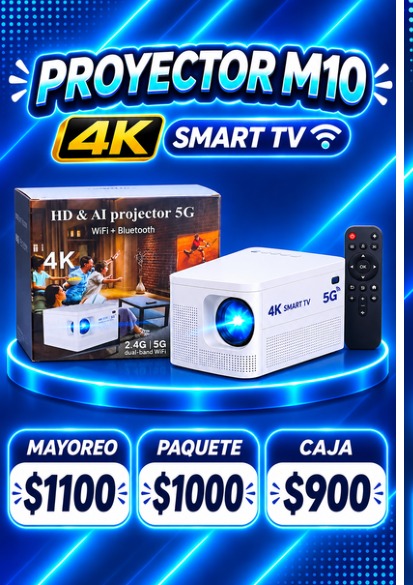 PROYECTOR M10
4K
SMART TV
HD & AI projector 5G
WiFi + Bluetooth
4K
2.4G | 5G
dual-band WiFi
4K SMART TV
5G
OK
MAYOREO
$1100
PAQUETE
$1000
CAJA
$900